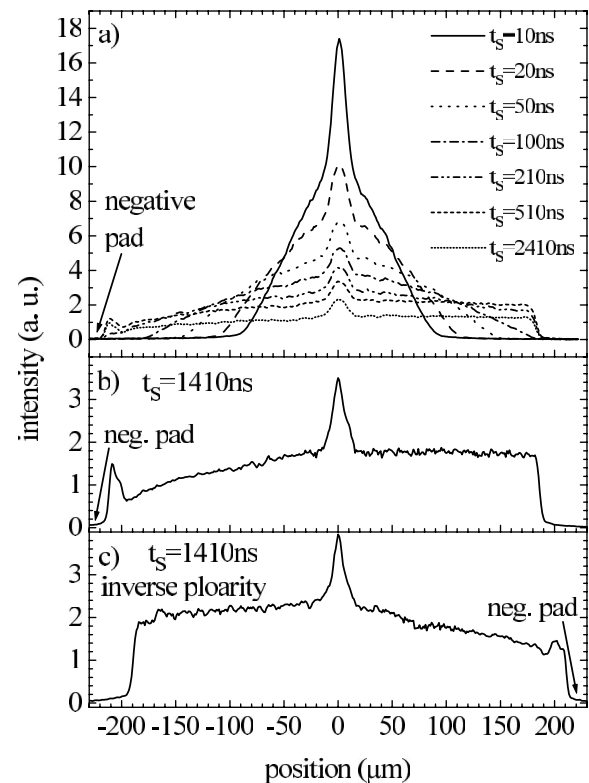 a)
18
16
14
12
10
8
6
4
2
0
negative
pad
tS=10ns
tS=20ns
tS=50ns
tS=100ns
tS=210ns
tS=510ns
tS=2410ns
intensity (a. u.)
b) tS=1410ns
neg. pad
3
2
1
0
c) tS=1410ns
inverse ploarity
neg. pad
3
2
1
0
-200 -150 -100 -50 0 50 100 150 200
position (μm)